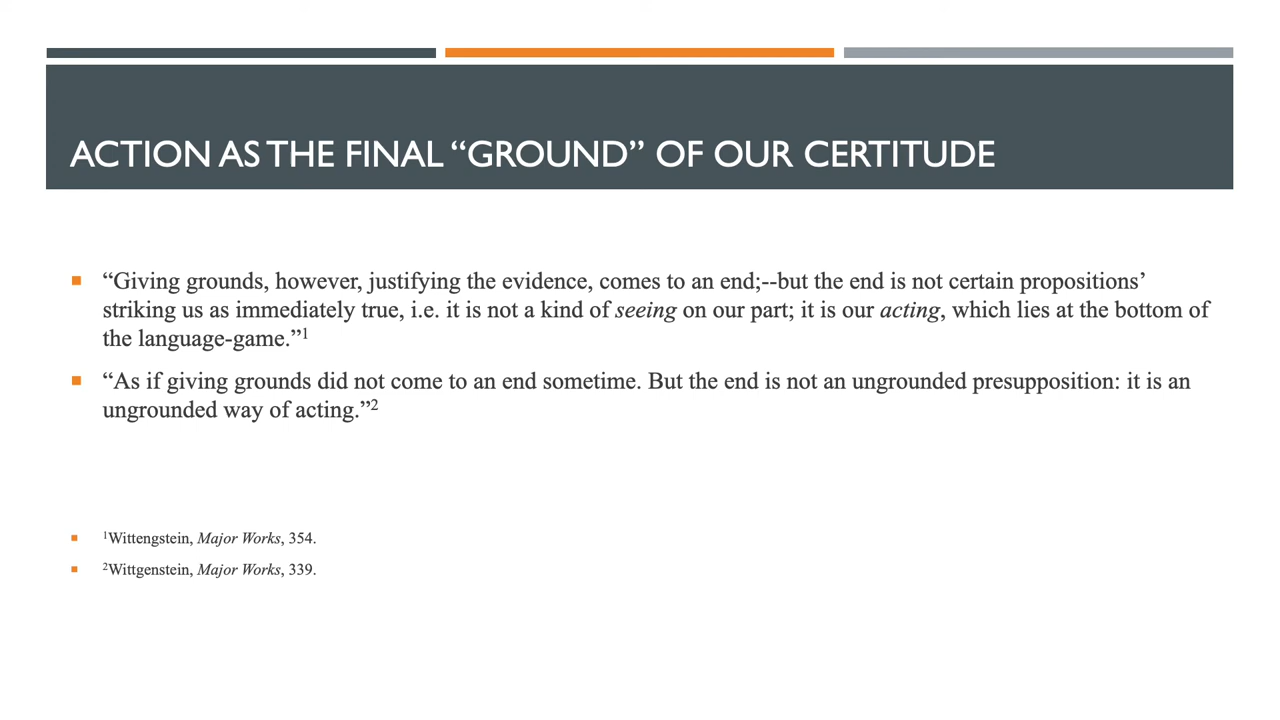 ACTION AS THE FINAL “GROUND” OF OUR CERTITUDE
“Giving grounds, however, justifying the evidence, comes to an end;--but the end is not certain propositions’
striking us as immediately true, i.e. it is not a kind of seeing on our part; it is our acting, which lies at the bottom of
the language-game.”1
“As if giving grounds did not come to an end sometime. But the end is not an ungrounded presupposition: it is an
ungrounded way of acting.”2
1Wittengstein, Major Works, 354.
2Wittgenstein, Major Works, 339.